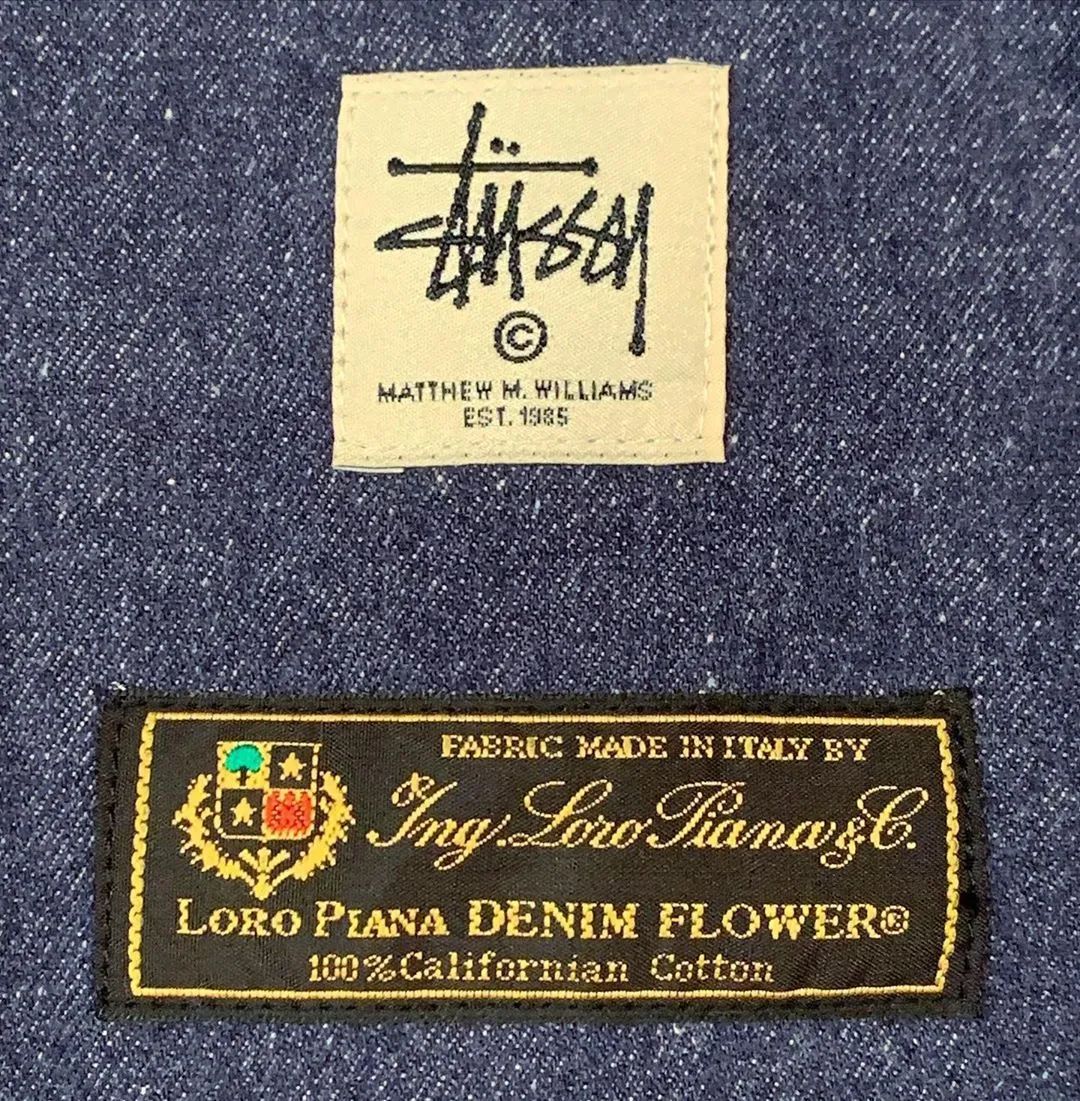 Stüssy
©
MATTHEW M. WILLIAMS
EST. 1985
FABRIC MADE IN ITALY BY
Ing. Loro Piana & C.
LORO PIANA DENIM FLOWER®
100% Californian Cotton